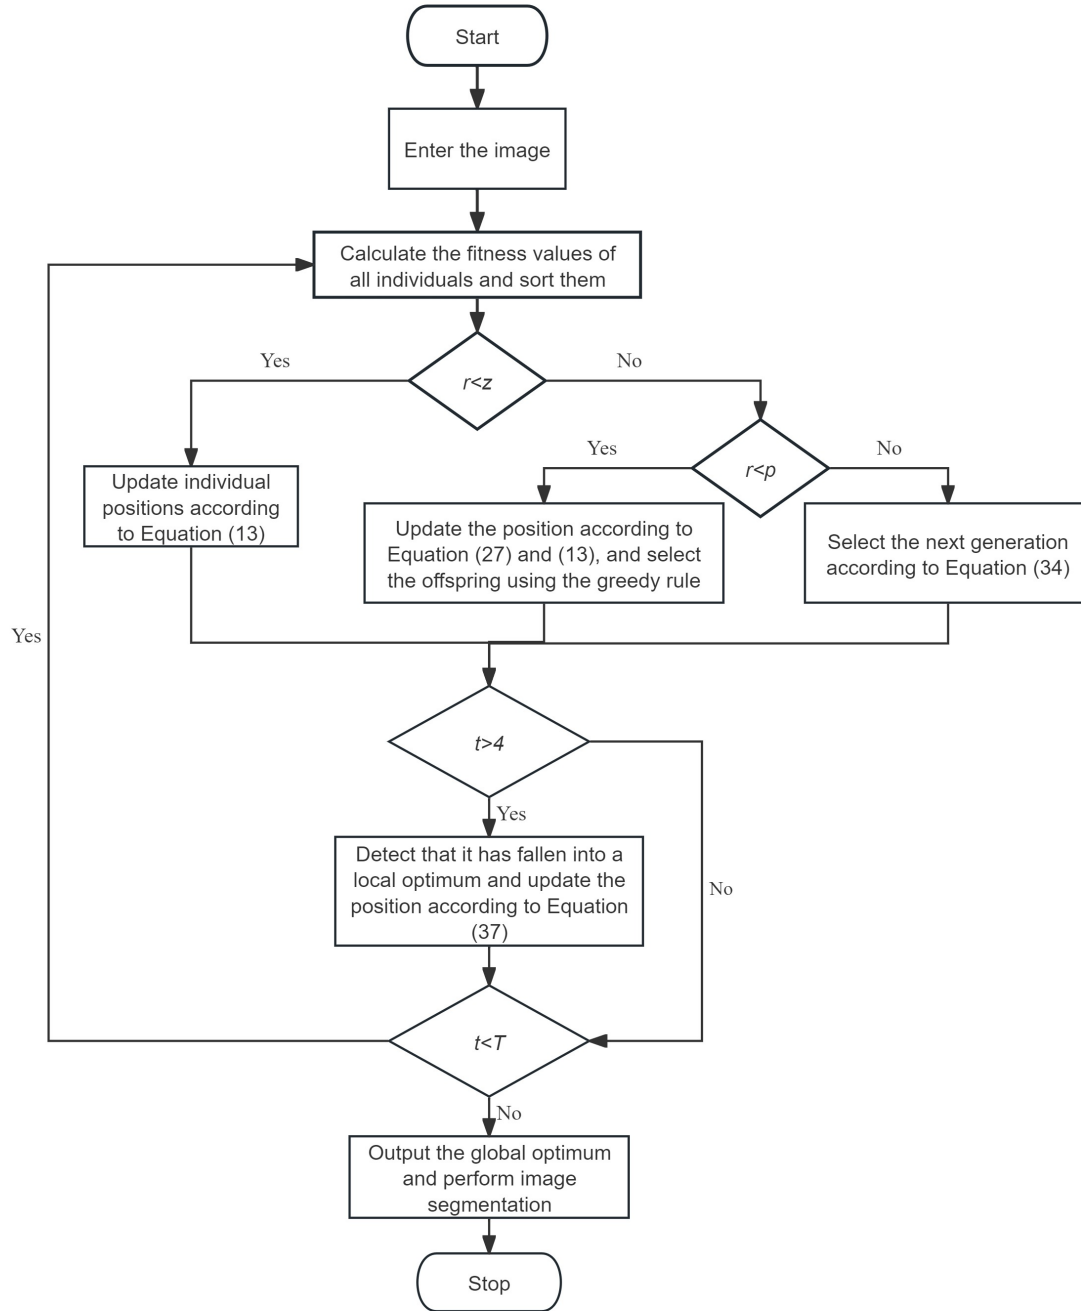 Start
Enter the image
Calculate the fitness values of
all individuals and sort them
Yes
No
r<z
Yes
No
r<p
Update individual
positions according
to Equation (13)
Update the position according to
Equation (27) and (13), and select
the offspring using the greedy rule
Select the next generation
according to Equation (34)
Yes
t>4
Yes
Detect that it has fallen into a
local optimum and update the
position according to Equation
(37)
No
t<T
No
Output the global optimum
and perform image
segmentation
Stop